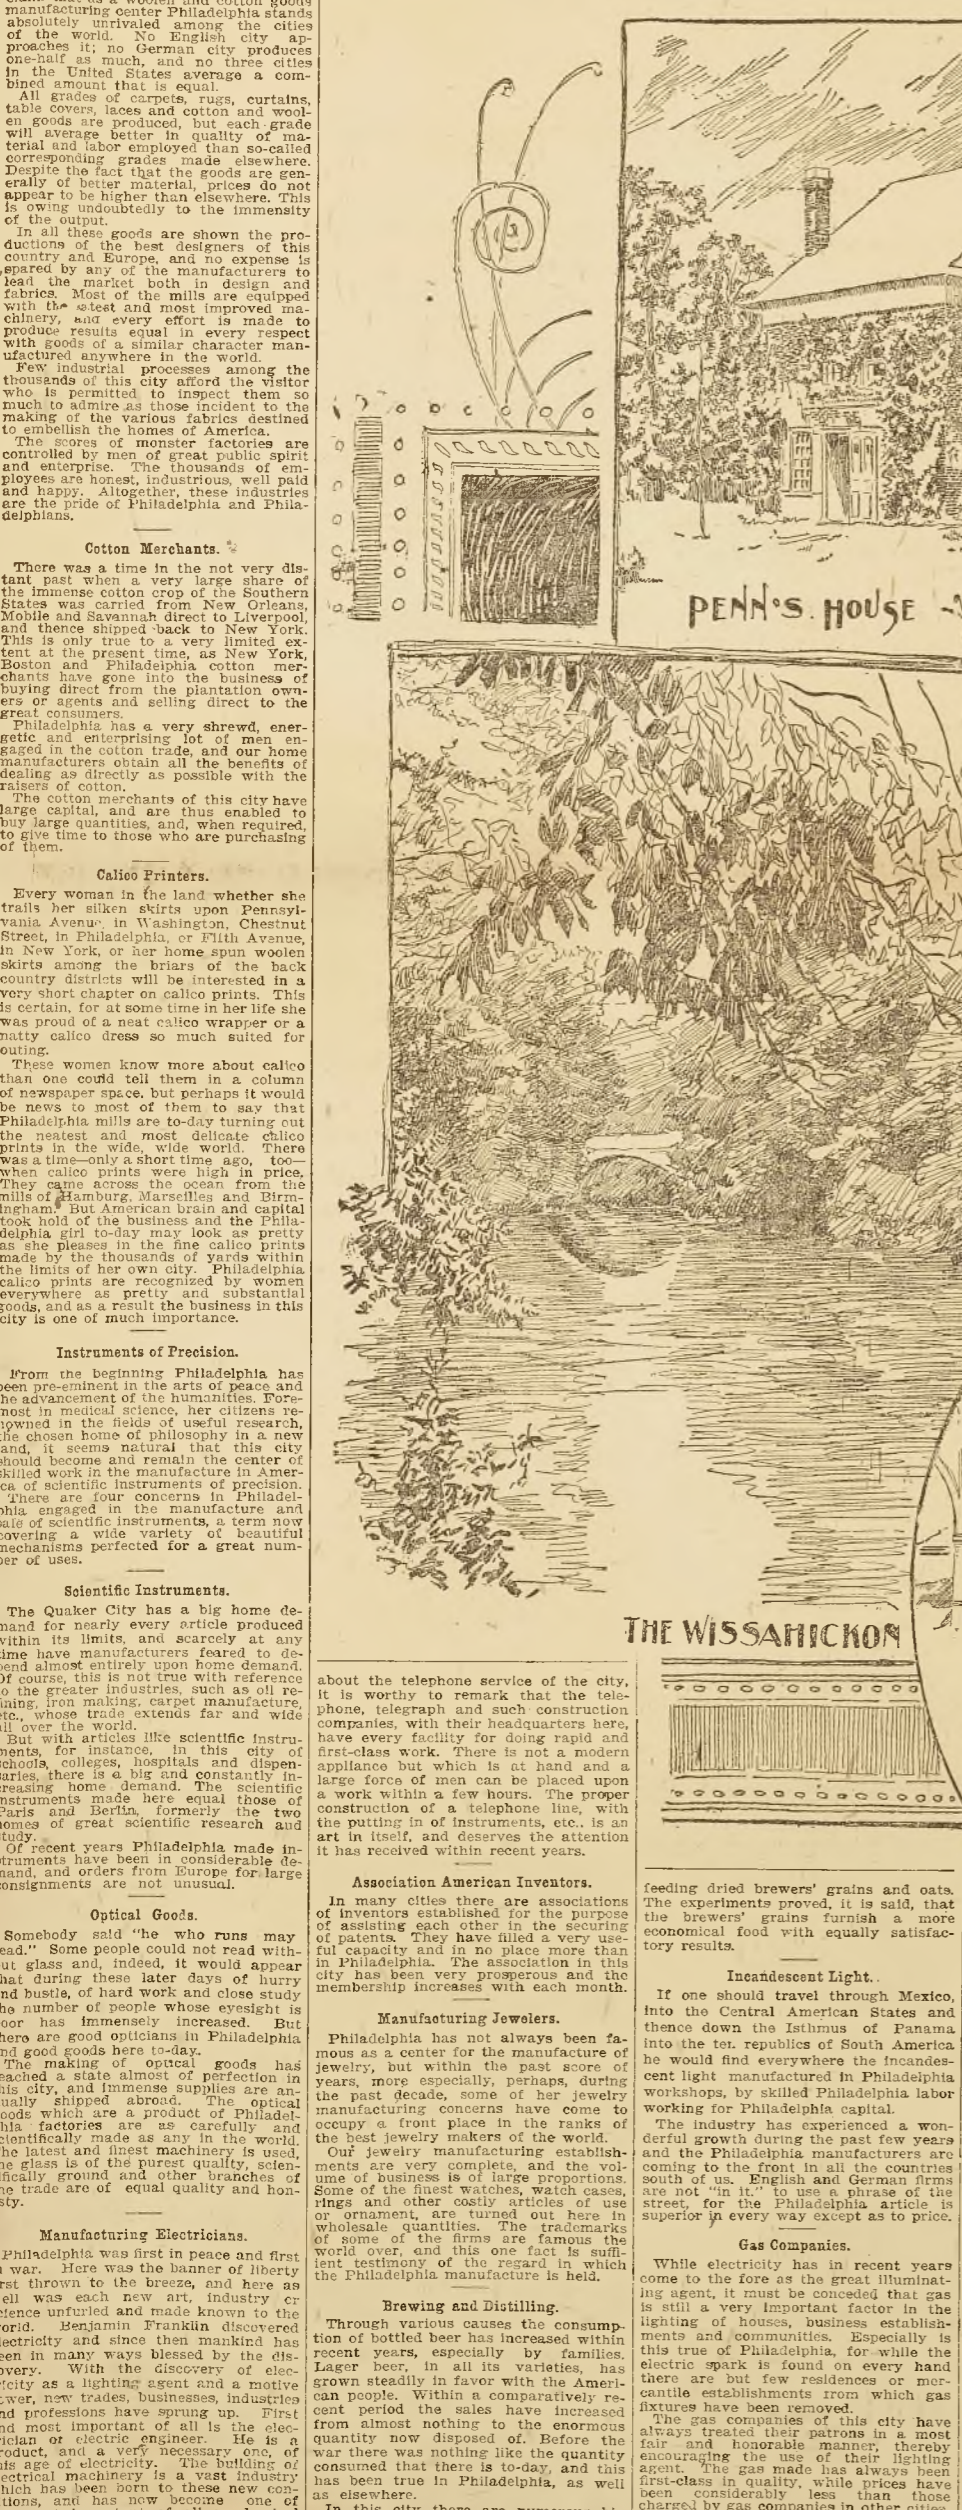 manufacturing center Philadelphia stands
absolutely unrivaled among the cities
of the world. No English city ap-
proaches it; no German city produces
one-half as much, and no three cities
in the United States average a com-
bined amount that is equal.
All grades of carpets, rugs, curtains,
table covers, laces and cotton and wool-
en goods are produced, but each grade
will average better in quality of ma-
terial and labor employed than so-called
corresponding grades made elsewhere.
Despite the fact that the goods are gen-
erally of better material, prices do not
appear to be higher than elsewhere. This
is owing undoubtedly to the immensity
of the output.
In all these goods are shown the pro-
ductions of the best designers of this
country and Europe, and no expense is
spared by any of the manufacturers to
lead the market both in design and
fabrics. Most of the mills are equipped
with the latest and most improved ma-
chinery, and every effort is made to
produce results equal in every respect
with goods of a similar character man-
ufactured anywhere in the world.
Few industrial processes among the
thousands of this city afford the visitor
who is permitted to inspect them so
much to admire as those incident to the
making of the various fabrics destined
to embellish the homes of America.
The scores of monster factories are
controlled by men of great public spirit
and enterprise. The thousands of em-
ployees are honest, industrious, well paid
and happy. Altogether, these industries
are the pride of Philadelphia and Phila-
delphians.
Cotton Merchants.
There was a time in the not very dis-
tant past when a very large share of
the immense cotton crop of the Southern
States was carried from New Orleans,
Mobile and Savannah direct to Liverpool,
and thence shipped back to New York.
This is only true to a very limited ex-
tent at the present time, as New York,
Boston and Philadelphia cotton mer-
chants have gone into the business of
buying direct from the plantation own-
ers or agents and selling direct to the
great consumers.
Philadelphia has a very shrewd, ener-
getic and enterprising lot of men en-
gaged in the cotton trade, and our home
manufacturers obtain all the benefits of
dealing as directly as possible with the
raisers of cotton.
The cotton merchants of this city have
large capital, and are thus enabled to
buy large quantities, and, when required,
to give time to those who are purchasing
of them.
Calico Printers.
Every woman in the land whether she
trails her silken skirts upon Pennsyl-
vania Avenue, in Washington, Chestnut
Street, in Philadelphia, or Fifth Avenue,
in New York, or her home spun woolen
skirts among the briars of the back
country districts will be interested in a
very short chapter on calico prints. This
is certain, for at some time in her life she
was proud of a neat calico wrapper or a
natty calico dress so much suited for
outing.
These women know more about calico
than one could tell them in a column
of newspaper space, but perhaps it would
be news to most of them to say that
Philadelphia mills are to-day turning out
the neatest and most delicate calico
prints in the wide, wide world. There
was a time—only a short time ago, too—
when calico prints were high in price.
They came across the ocean from the
mills of Hamburg, Marseilles and Birm-
ingham. But American brain and capital
took hold of the business and the Phila-
delphia girl to-day may look as pretty
as she pleases in the fine calico prints
made by the thousands of yards within
the limits of her own city. Philadelphia
calico prints are recognized by women
everywhere as pretty and substantial
goods, and as a result the business in this
city is one of much importance.
Instruments of Precision.
From the beginning Philadelphia has
een pre-eminent in the arts of peace and
he advancement of the humanities. Fore-
most in medical science, her citizens re-
nowned in the fields of useful research,
the chosen home of philosophy in a new
and, it seems natural that this city
should become and remain the center of
skilled work in the manufacture in Amer-
ca of scientific instruments of precision.
There are four concerns in Philadel-
phia engaged in the manufacture and
sale of scientific instruments, a term now
covering a wide variety of beautiful
mechanisms perfected for a great num-
ber of uses.
Scientific Instruments.
The Quaker City has a big home de-
mand for nearly every article produced
within its limits, and scarcely at any
time have manufacturers feared to de-
pend almost entirely upon home demand.
Of course, this is not true with reference
to the greater industries, such as oil re-
fining, iron making, carpet manufacture,
etc., whose trade extends far and wide
all over the world.
But with articles like scientific instru-
ments, for instance, in this city of
schools, colleges, hospitals and dispen-
saries, there is a big and constantly in-
creasing home demand. The scientific
instruments made here equal those of
Paris and Berlin, formerly the two
homes of great scientific research and
study.
Of recent years Philadelphia made in-
struments have been in considerable de-
mand, and orders from Europe for large
consignments are not unusual.
Optical Goods.
Somebody said "he who runs may
ead." Some people could not read with-
ut glass and, indeed, it would appear
hat during these later days of hurry
nd bustle, of hard work and close study
he number of people whose eyesight is
oor has immensely increased. But
here are good opticians in Philadelphia
nd good goods here to-day.
The making of optical goods has
eached a state almost of perfection in
his city, and immense supplies are an-
ually shipped abroad. The optical
oods which are a product of Philadel-
hia factories are as carefully and
cientifically made as any in the world.
he latest and finest machinery is used,
he glass is of the purest quality, scien-
ifically ground and other branches of
he trade are of equal quality and hon-
sty.
Manufacturing Electricians.
Philadelphia was first in peace and first
war. Here was the banner of liberty
rst thrown to the breeze, and here as
ell was each new art, industry or
cience unfurled and made known to the
orld. Benjamin Franklin discovered
lectricity and since then mankind has
een in many ways blessed by the dis-
overy. With the discovery of elec-
ricity as a lighting agent and a motive
ower, new trades, businesses, industries
nd professions have sprung up. First
nd most important of all is the elec-
rician or electric engineer. He is a
roduct, and a very necessary one, of
his age of electricity. The building of
ectrical machinery is a vast industry
hich has been born to these new con-
itions, and has now become one of
PENN'S. HOUSE
THE WISSAHICKON
about the telephone service of the city,
it is worthy to remark that the tele-
phone, telegraph and such construction
companies, with their headquarters here,
have every facility for doing rapid and
first-class work. There is not a modern
appliance but which is at hand and a
large force of men can be placed upon
a work within a few hours. The proper
construction of a telephone line, with
the putting in of instruments, etc., is an
art in itself, and deserves the attention
it has received within recent years.
Association American Inventors.
In many cities there are associations
of inventors established for the purpose
of assisting each other in the securing
of patents. They have filled a very use-
ful capacity and in no place more than
in Philadelphia. The association in this
city has been very prosperous and the
membership increases with each month.
Manufacturing Jewelers.
Philadelphia has not always been fa-
mous as a center for the manufacture of
jewelry, but within the past score of
years, more especially, perhaps, during
the past decade, some of her jewelry
manufacturing concerns have come to
occupy a front place in the ranks of
the best jewelry makers of the world.
Our jewelry manufacturing establish-
ments are very complete, and the vol-
ume of business is of large proportions.
Some of the finest watches, watch cases,
rings and other costly articles of use
or ornament, are turned out here in
wholesale quantities. The trademarks
of some of the firms are famous the
world over, and this one fact is suffi-
ient testimony of the regard in which
the Philadelphia manufacture is held.
Brewing and Distilling.
Through various causes the consump-
tion of bottled beer has increased within
recent years, especially by families.
Lager beer, in all its varieties, has
grown steadily in favor with the Ameri-
can people. Within a comparatively re-
cent period the sales have increased
from almost nothing to the enormous
quantity now disposed of. Before the
war there was nothing like the quantity
consumed that there is to-day, and this
has been true in Philadelphia, as well
as elsewhere.
In this city there are
feeding dried brewers' grains and oats.
The experiments proved, it is said, that
the brewers' grains furnish a more
economical food with equally satisfac-
tory results.
Incandescent Light.
If one should travel through Mexico,
into the Central American States and
thence down the Isthmus of Panama
into the ten republics of South America
he would find everywhere the incandes-
cent light manufactured in Philadelphia
workshops, by skilled Philadelphia labor
working for Philadelphia capital.
The industry has experienced a won-
derful growth during the past few years
and the Philadelphia manufacturers are
coming to the front in all the countries
south of us. English and German firms
are not "in it." to use a phrase of the
street, for the Philadelphia article is
superior in every way except as to price.
Gas Companies.
While electricity has in recent years
come to the fore as the great illuminat-
ing agent, it must be conceded that gas
is still a very important factor in the
lighting of houses, business establish-
ments and communities. Especially is
this true of Philadelphia, for while the
electric spark is found on every hand
there are but few residences or mer-
cantile establishments from which gas
fixtures have been removed.
The gas companies of this city have
always treated their patrons in a most
fair and honorable manner, thereby
encouraging the use of their lighting
agent. The gas made has always been
first-class in quality, while prices have
been considerably less than those
charged by gas companies in other cities